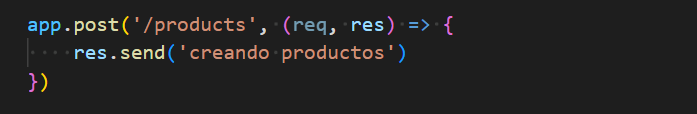 app.post('/products', (req, res) => {
    res.send('creando productos')
})